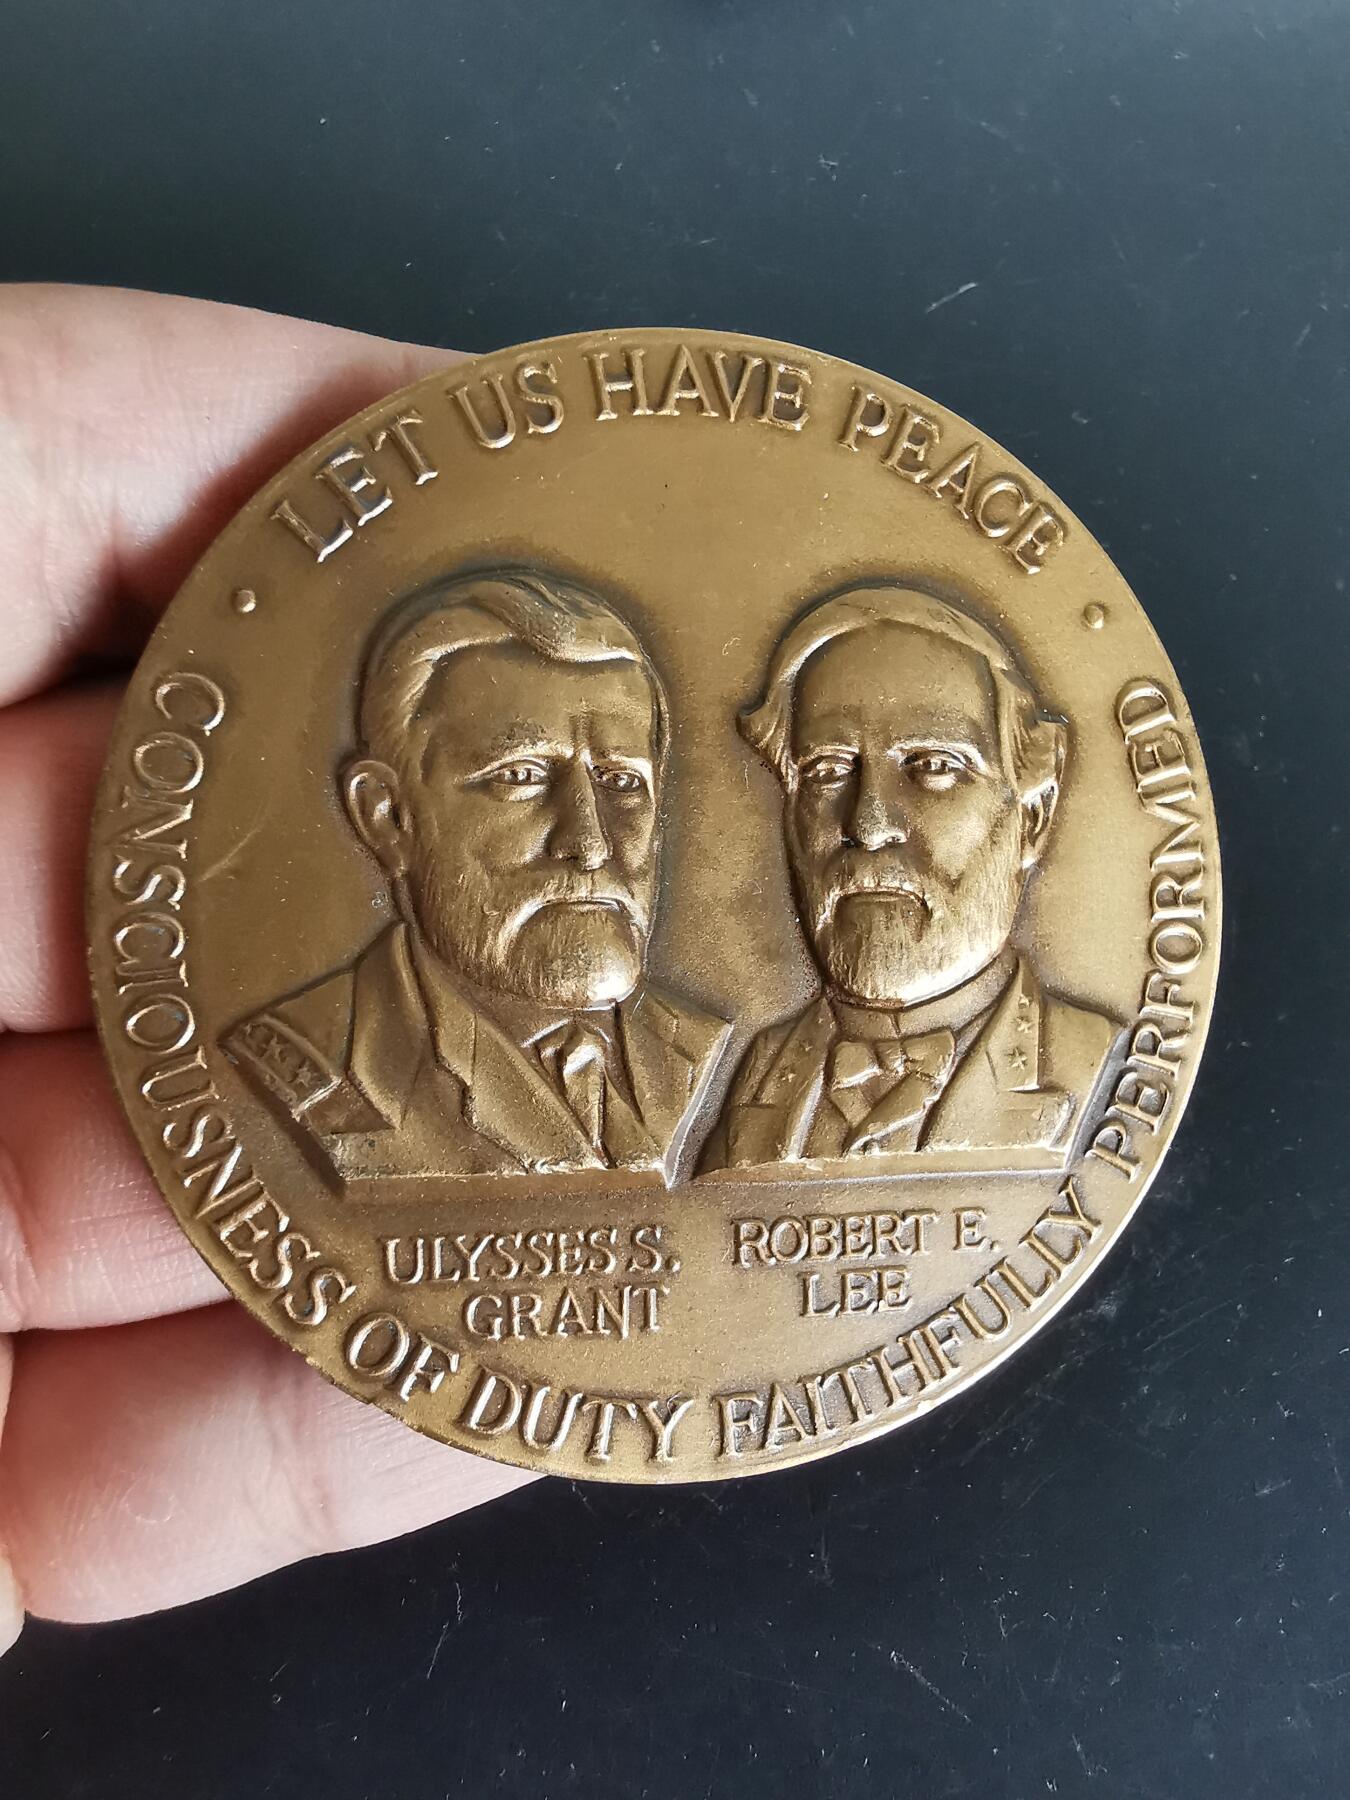 LET US HAVE PEACE
ULYSSES S.
GRANT
ROBERT E.
LEE
CONSCIOUSNESS OF DUTY FAITHFULLY PERFORMED